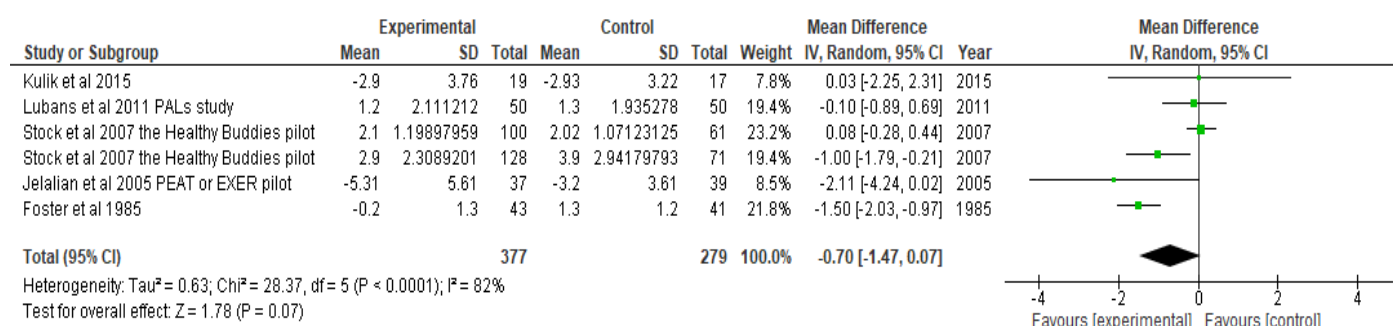 Experimental Control Mean Difference Mean Difference
Study or Subgroup Mean SD Total Mean SD Total Weight IV, Random, 95% CI Year IV, Random, 95% CI
Kulik et al 2015 -2.9 3.76 19 -2.93 3.22 17 7.8% 0.03 [-2.25, 2.31] 2015
Lubans et al 2011 PALs study 1.2 2.111212 50 1.3 1.935278 50 19.4% -0.10 [-0.89, 0.69] 2011
Stock et al 2007 the Healthy Buddies pilot 2.1 1.19897959 100 2.02 1.07123125 61 23.2% 0.08 [-0.28, 0.44] 2007
Stock et al 2007 the Healthy Buddies pilot 2.9 2.3089201 128 3.9 2.94179793 71 19.4% -1.00 [-1.79, -0.21] 2007
Jelalian et al 2005 PEAT or EXER pilot -5.31 5.61 37 -3.2 3.61 39 8.5% -2.11 [-4.24, 0.02] 2005
Foster et al 1985 -0.2 1.3 43 1.3 1.2 41 21.8% -1.50 [-2.03, -0.97] 1985
Total (95% CI) 377 279 100.0% -0.70 [-1.47, 0.07]
Heterogeneity: Tau² = 0.63; Chi² = 28.37, df = 5 (P < 0.0001); I² = 82%
Test for overall effect: Z = 1.78 (P = 0.07)
-4 -2 0 2 4
Favours [experimental] Favours [control]